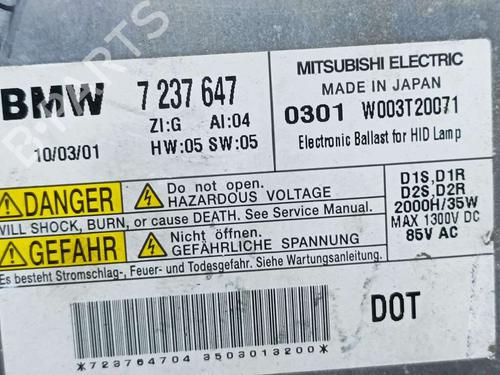 BMW 7 237 647
ZI:G AI:04
10/03/01 HW:05 SW:05
MITSUBISHI ELECTRIC
MADE IN JAPAN
0301 W003T20071
Electronic Ballast for HID Lamp
DANGER Do not open.
HAZARDOUS VOLTAGE
WILL SHOCK, BURN, or cause DEATH. See Service Manual.
GEFAHR Nicht öffnen.
GEFÄHRLICHE SPANNUNG
Es besteht Stromschlag-, Feuer- und Todesgefahr. Siehe Wartungsanleitung.
D1S,D1R
D2S,D2R
2000H/35W
MAX 1300V DC
85V AC
DOT
*723764704 3503013200*
B-PARTS